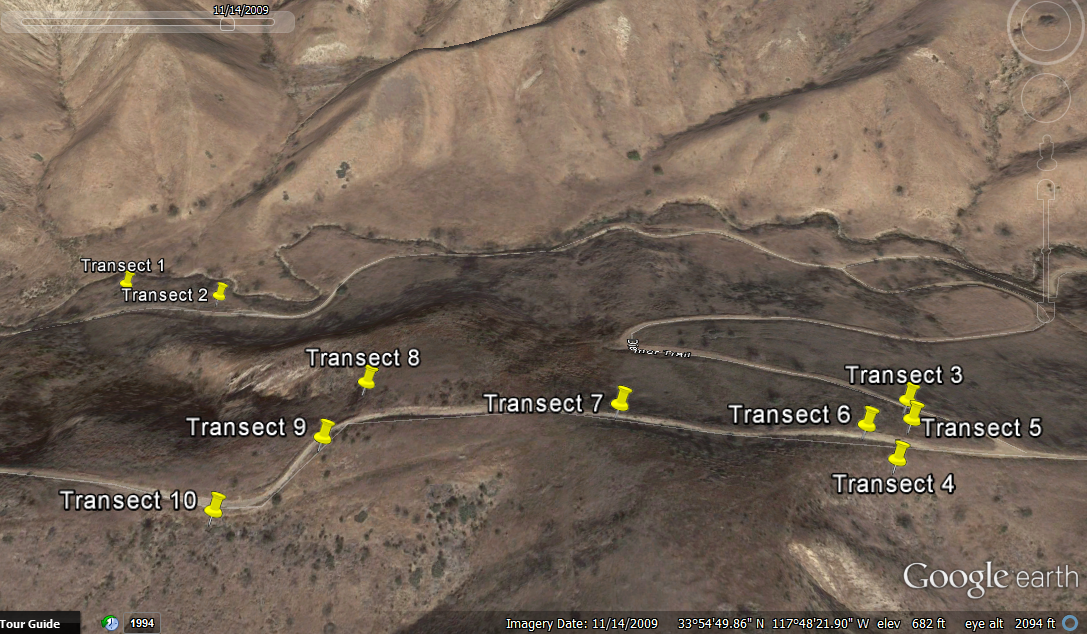 11/14/2009
Transect 1
Transect 2
Transect 8
Transect 3
Transect 7
Transect 6
Transect 9
Transect 5
Transect 4
Transect 10
Google earth
Tour Guide
1994
Imagery Date: 11/14/2009 33°54'49.86" N 117°48'21.90" W elev 682 ft eye alt 2094 ft